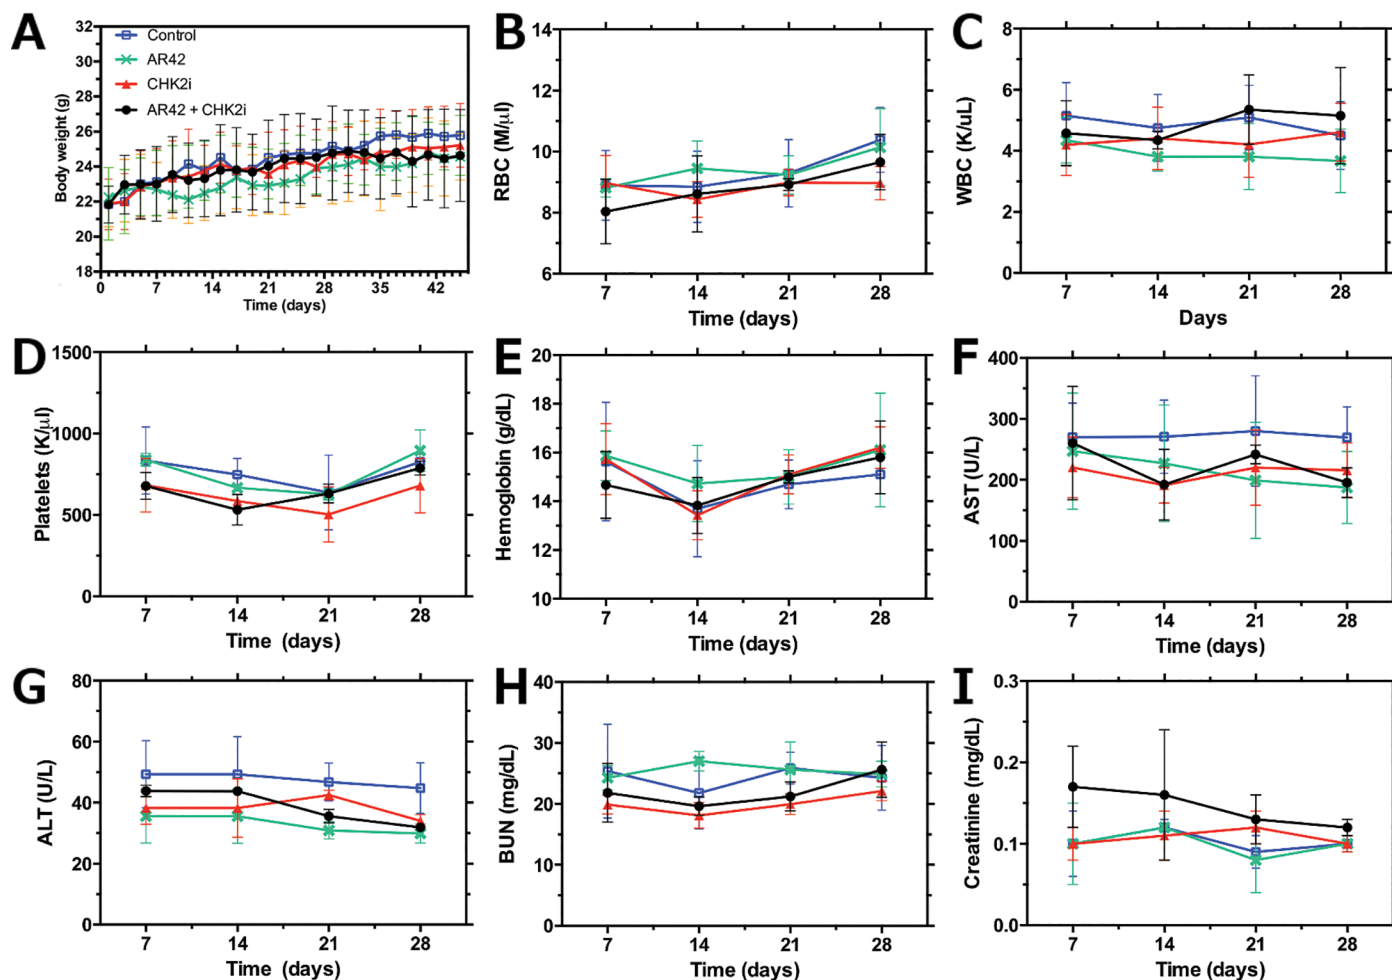 A
Body weight (g)
32
30
28
26
24
22
20
18
Control
AR42
CHK2i
AR42 + CHK2i
0 7 14 21 28 35 42
Time (days)
B
RBC (M/µl)
14
12
10
8
6
7 14 21 28
Time (days)
C
WBC (K/uL)
8
6
4
2
0
7 14 21 28
Days
D
Platelets (K/µl)
1500
1000
500
0
7 14 21 28
Time (days)
E
Hemoglobin (g/dL)
20
18
16
14
12
10
7 14 21 28
Time (days)
F
AST (U/L)
400
300
200
100
0
7 14 21 28
Time (days)
G
ALT (U/L)
80
60
40
20
0
7 14 21 28
Time (days)
H
BUN (mg/dL)
40
30
20
10
0
7 14 21 28
Time (days)
I
Creatinine (mg/dL)
0.3
0.2
0.1
0.0
7 14 21 28
Time (days)